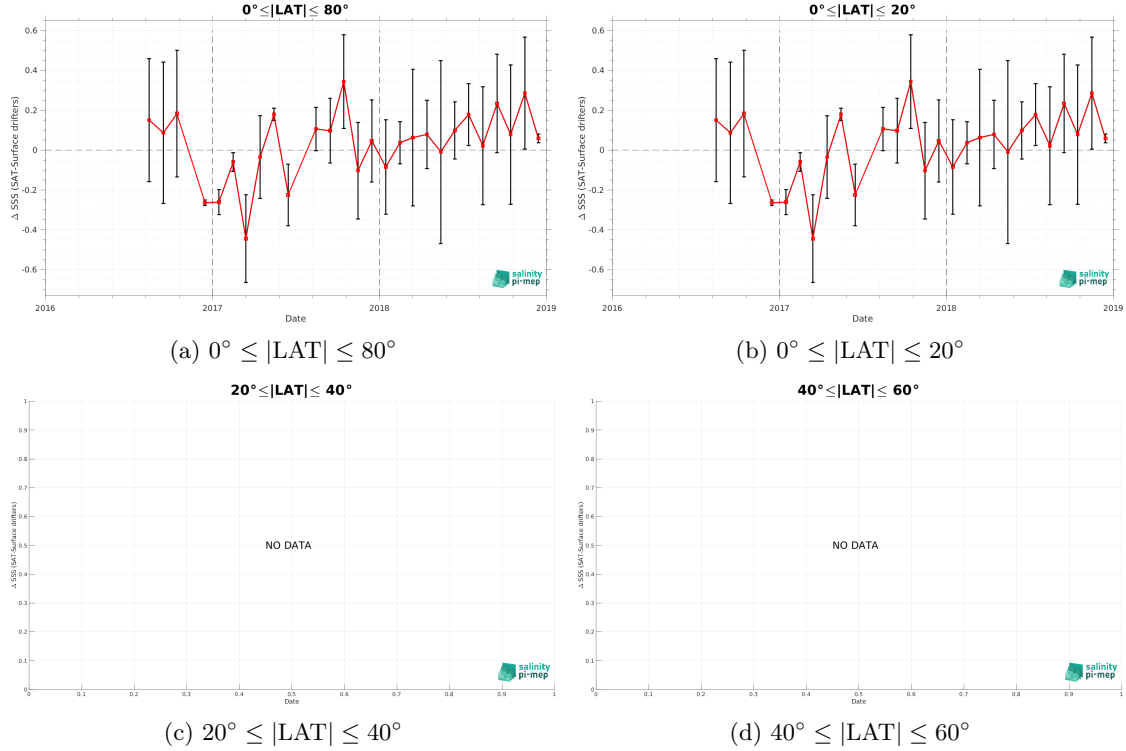 0°≤|LAT|≤ 80°
0.6
0.4
0.2
0
-0.2
-0.4
-0.6
Δ SSS (SAT-Surface drifters)
2016
2017
2018
2019
Date
salinity
pi-mep
(a) 0° ≤ |LAT| ≤ 80°
0°≤|LAT|≤ 20°
0.6
0.4
0.2
0
-0.2
-0.4
-0.6
Δ SSS (SAT-Surface drifters)
2016
2017
2018
2019
Date
salinity
pi-mep
(b) 0° ≤ |LAT| ≤ 20°
20°≤|LAT|≤ 40°
1
0.9
0.8
0.7
0.6
0.5
0.4
0.3
0.2
0.1
0
Δ SSS (SAT-Surface drifters)
NO DATA
0 0.1 0.2 0.3 0.4 0.5 0.6 0.7 0.8 0.9 1
Date
salinity
pi-mep
(c) 20° ≤ |LAT| ≤ 40°
40°≤|LAT|≤ 60°
1
0.9
0.8
0.7
0.6
0.5
0.4
0.3
0.2
0.1
0
Δ SSS (SAT-Surface drifters)
NO DATA
0 0.1 0.2 0.3 0.4 0.5 0.6 0.7 0.8 0.9 1
Date
salinity
pi-mep
(d) 40° ≤ |LAT| ≤ 60°